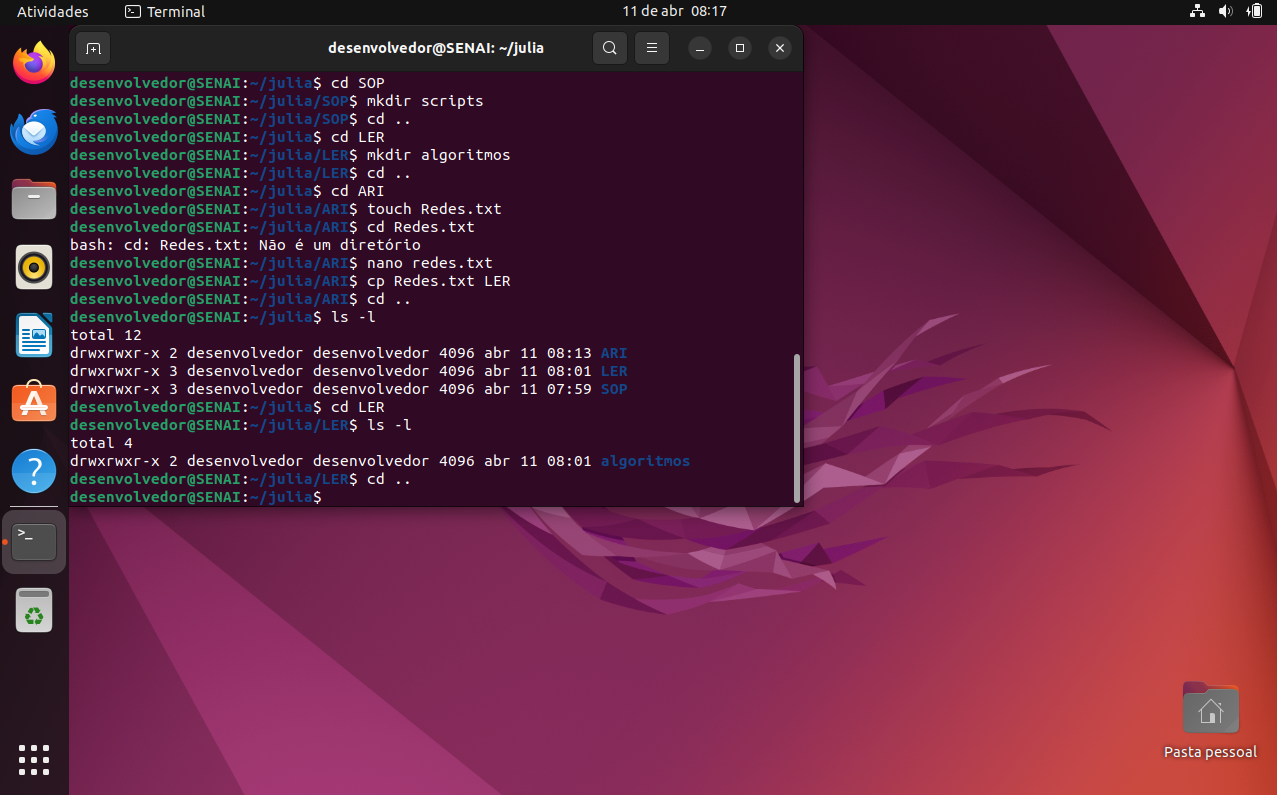 Atividades
Terminal
11 de abr 08:17
desenvolvedor@SENAI: ~/julia
desenvolvedor@SENAI:~/julia$ cd SOP
desenvolvedor@SENAI:~/julia/SOP$ mkdir scripts
desenvolvedor@SENAI:~/julia/SOP$ cd ..
desenvolvedor@SENAI:~/julia$ cd LER
desenvolvedor@SENAI:~/julia/LER$ mkdir algoritmos
desenvolvedor@SENAI:~/julia/LER$ cd ..
desenvolvedor@SENAI:~/julia$ cd ARI
desenvolvedor@SENAI:~/julia/ARI$ touch Redes.txt
desenvolvedor@SENAI:~/julia/ARI$ cd Redes.txt
bash: cd: Redes.txt: Não é um diretório
desenvolvedor@SENAI:~/julia/ARI$ nano redes.txt
desenvolvedor@SENAI:~/julia/ARI$ cp Redes.txt LER
desenvolvedor@SENAI:~/julia/ARI$ cd ..
desenvolvedor@SENAI:~/julia$ ls -l
total 12
drwxrwxr-x 2 desenvolvedor desenvolvedor 4096 abr 11 08:13 ARI
drwxrwxr-x 3 desenvolvedor desenvolvedor 4096 abr 11 08:01 LER
drwxrwxr-x 3 desenvolvedor desenvolvedor 4096 abr 11 07:59 SOP
desenvolvedor@SENAI:~/julia$ cd LER
desenvolvedor@SENAI:~/julia/LER$ ls -l
total 4
drwxrwxr-x 2 desenvolvedor desenvolvedor 4096 abr 11 08:01 algoritmos
desenvolvedor@SENAI:~/julia/LER$ cd ..
desenvolvedor@SENAI:~/julia$
Pasta pessoal